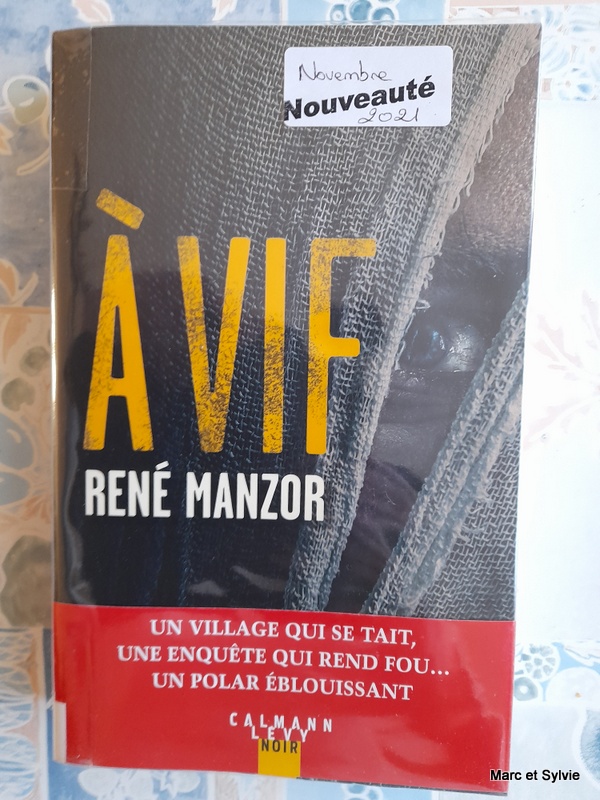 Novembre
Nouveauté
2021
À VIF
RENÉ MANZOR
UN VILLAGE QUI SE TAIT,
UNE ENQUÊTE QUI REND FOU...
UN POLAR ÉBLOUISSANT
CALMANN
LÉVY
NOIR
Marc et Sylvie